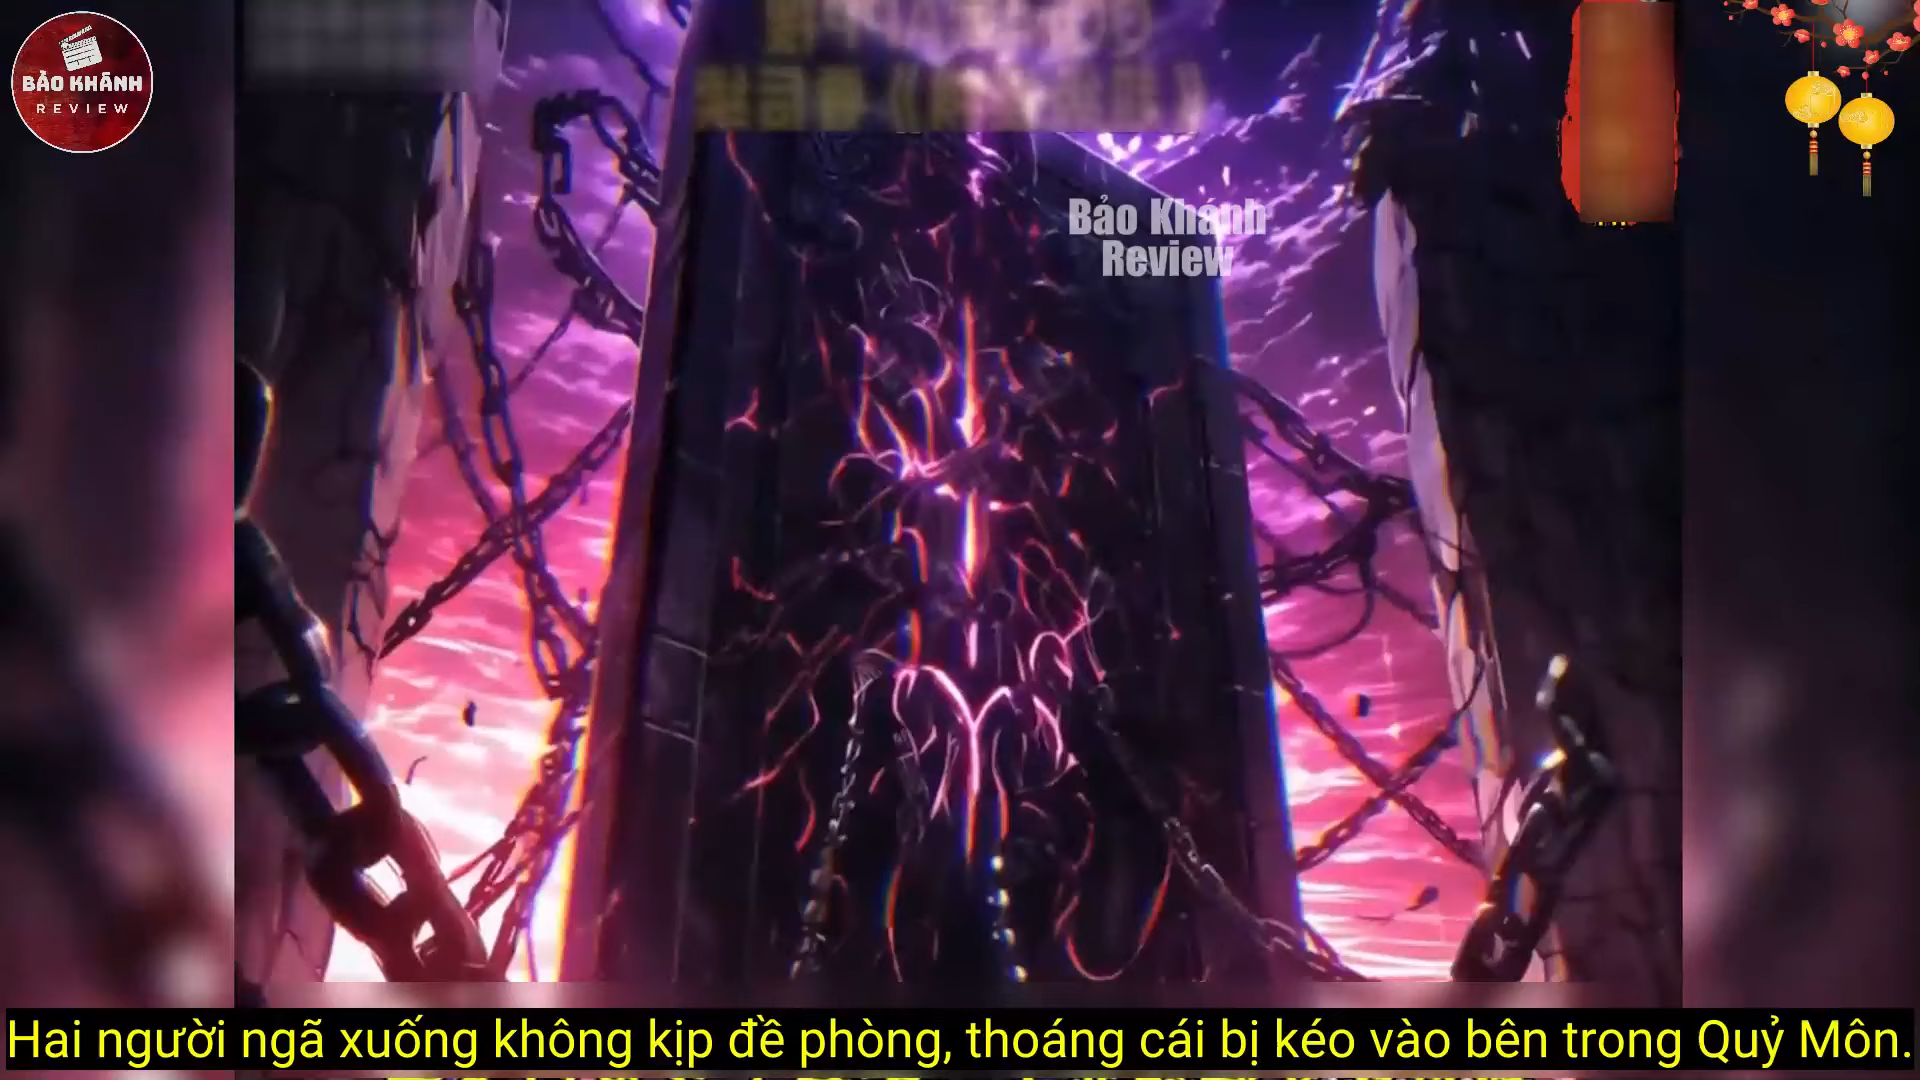 BẢO KHÁNH
REVIEW
Bảo Khánh
Review
Hai người ngã xuống không kịp đề phòng, thoáng cái bị kéo vào bên trong Quỷ Môn.